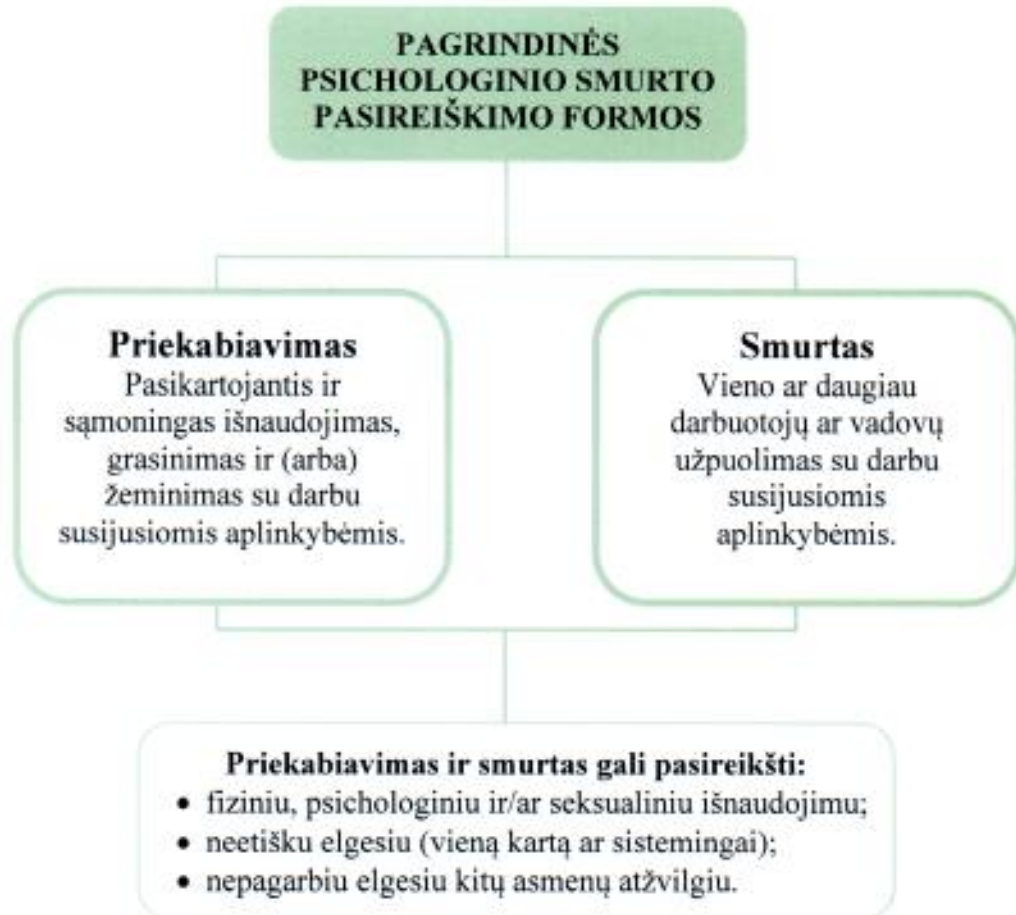 PAGRINDINĖS
PSICHOLOGINIO SMURTO
PASIREIŠKIMO FORMOS
Priekabiavimas
Pasikartojantis ir
sąmoningas išnaudojimas,
grasinimas ir (arba)
žeminimas su darbu
susijusiomis aplinkybėmis.
Smurtas
Vieno ar daugiau
darbuotojų ar vadovų
užpuolimas su darbu
susijusiomis
aplinkybėmis.
Priekabiavimas ir smurtas gali pasireikšti:
• fiziniu, psichologiniu ir/ar seksualiniu išnaudojimu;
• neetišku elgesiu (vieną kartą ar sistemingai);
• nepagarbiu elgesiu kitų asmenų atžvilgiu.